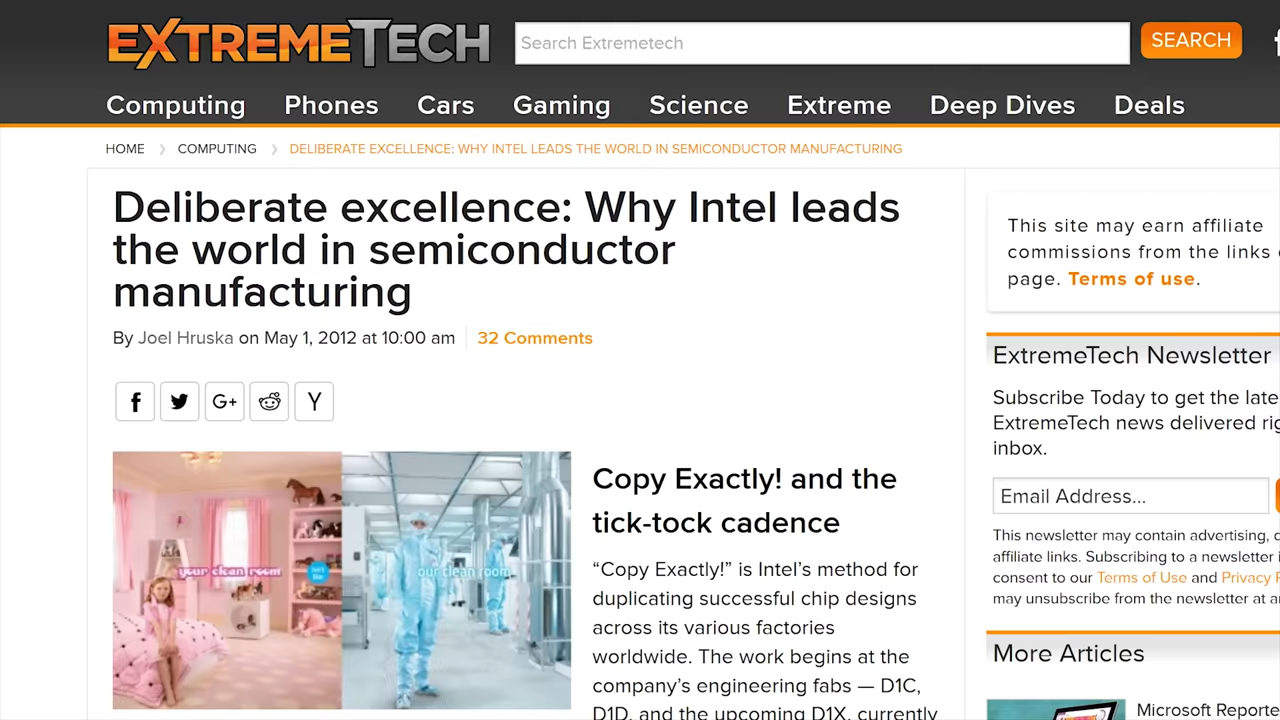 EXTREMETECH
Search Extremetech
SEARCH
Computing Phones Cars Gaming Science Extreme Deep Dives Deals
HOME COMPUTING DELIBERATE EXCELLENCE: WHY INTEL LEADS THE WORLD IN SEMICONDUCTOR MANUFACTURING
Deliberate excellence: Why Intel leads
the world in semiconductor
manufacturing
By Joel Hruska on May 1, 2012 at 10:00 am 32 Comments
f G+ Y
your clean room
our clean room
Copy Exactly! and the
tick-tock cadence
“Copy Exactly!” is Intel’s method for
duplicating successful chip designs
across its various factories
worldwide. The work begins at the
company’s engineering fabs — D1C,
D1D, and the upcoming D1X, currently
This site may earn affiliate
commissions from the links
page. Terms of use.
ExtremeTech Newsletter
Subscribe Today to get the late
ExtremeTech news delivered rig
inbox.
Email Address...
This newsletter may contain advertising,
affiliate links. Subscribing to a newsletter
consent to our Terms of Use and Privacy
may unsubscribe from the newsletter at
More Articles
Microsoft Reporte